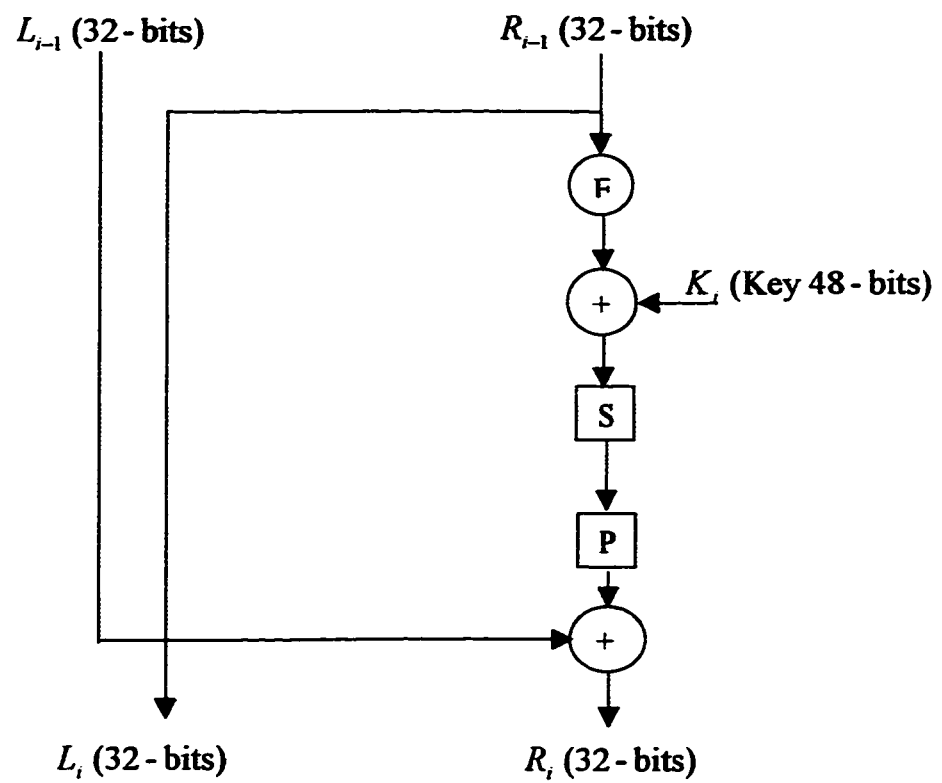 L_{i-1} (32 - bits) R_{i-1} (32 - bits)
E
+ K_i (Key 48 - bits)
S
P
+
L_i (32 - bits) R_i (32 - bits)